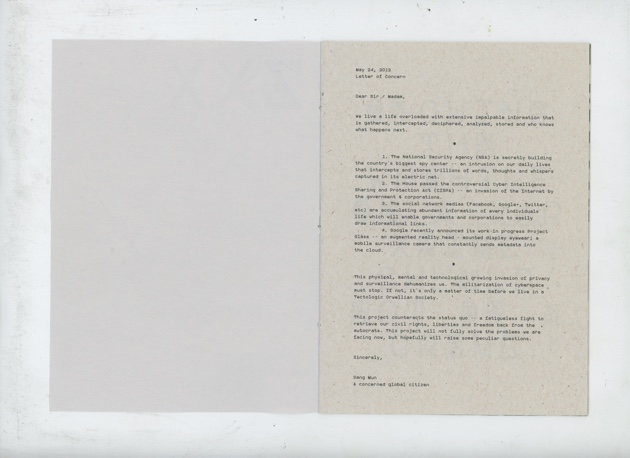 May 24, 2012
Letter of Concern
Dear Sir / Madam,
We live a life overloaded with extensive impalpable information that
is gathered, intercepted, deciphered, analyzed, stored and who knows
what happens next.
*
1. The National Security Agency (NSA) is secretly building
the country's biggest spy center -- an intrusion on our daily lives
that intercepts and stores trillions of words, thoughts and whispers
captured in its electric net.
2. The House passed the controversial Cyber Intelligence
Sharing and Protection Act (CISPA) -- an invasion of the Internet by
the government & corporations.
3. The social network medias (Facebook, Google+, Twitter,
etc) are accumulating abundant information of every individuals'
life which will enable governments and corporations to easily
draw informational links.
4. Google recently announced its work-in progress Project
Glass -- an augmented reality head - mounted display eyewear; a
mobile surveillance camera that constantly sends metadata into
the cloud.
*
This physical, mental and technological growing invasion of privacy
and surveillance dehumanizes us. The militarization of cyberspace
must stop. If not, it's only a matter of time before we live in a
Tectologic Orwellian Society.
This project counteracts the status quo -- a fatigueless fight to
retrieve our civil rights, liberties and freedom back from the
autocrats. This project will not fully solve the problems we are
facing now, but hopefully will raise some peculiar questions.
Sincerely,
Sang Mun
A concerned global citizen